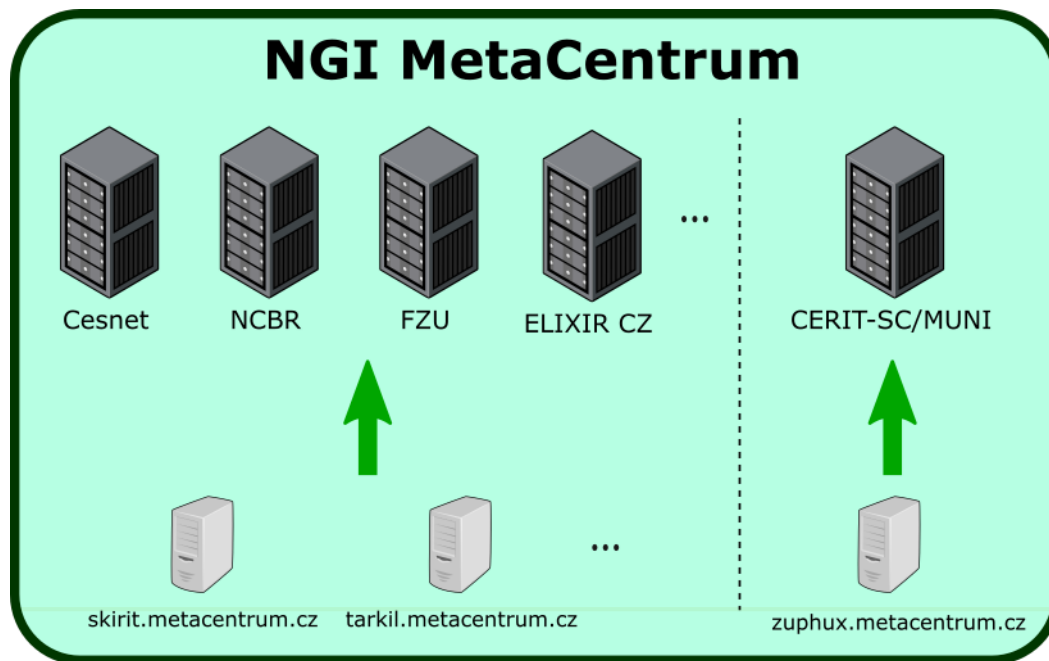 NGI MetaCentrum
...
Cesnet
NCBR
FZU
ELIXIR CZ
CERIT-SC/MUNI
...
skirit.metacentrum.cz
tarkil.metacentrum.cz
zuphux.metacentrum.cz